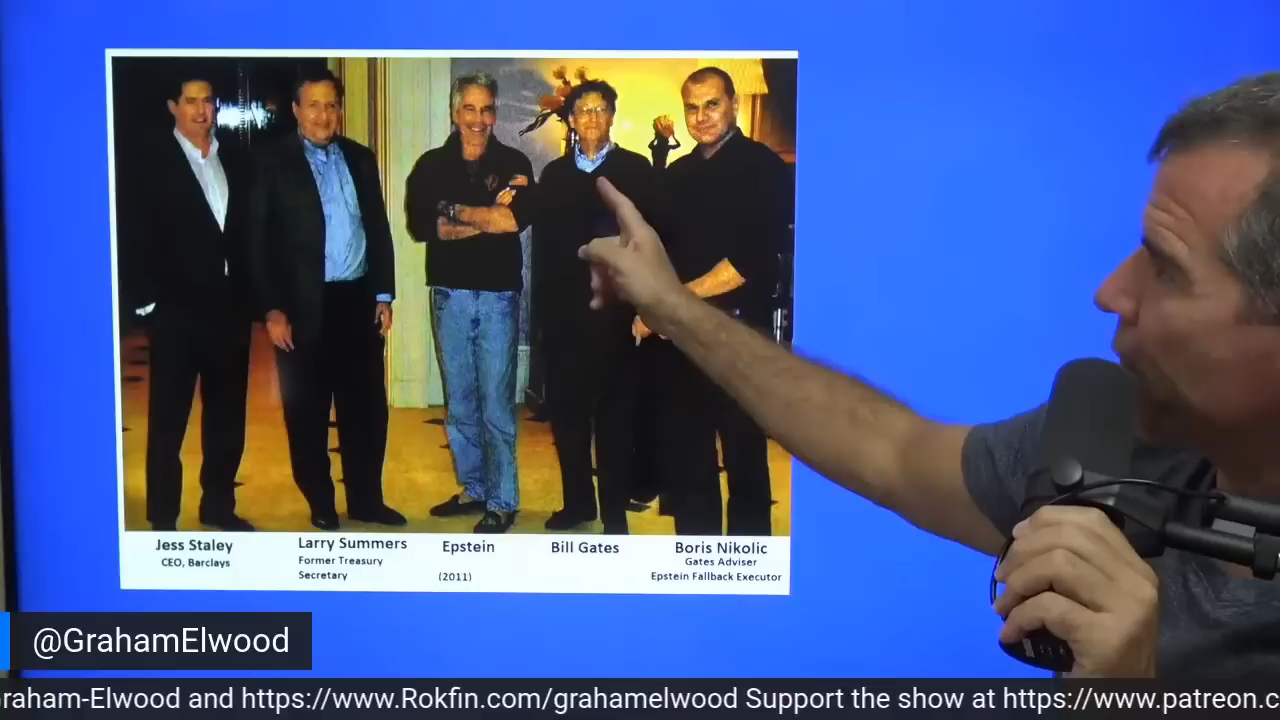 Jess Staley
CEO, Barclays
Larry Summers
Former Treasury
Secretary
Epstein
(2011)
Bill Gates
Boris Nikolic
Gates Adviser
Epstein Fallback Executor
@GrahamElwood
raham-Elwood and https://www.Rokfin.com/grahamelwood Support the show at https://www.patreon.c